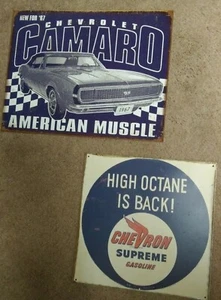 NEW FOR '67
CHEVROLET
CAMARO
1967
AMERICAN MUSCLE
HIGH OCTANE
IS BACK!
CHEVRON
SUPREME
GASOLINE